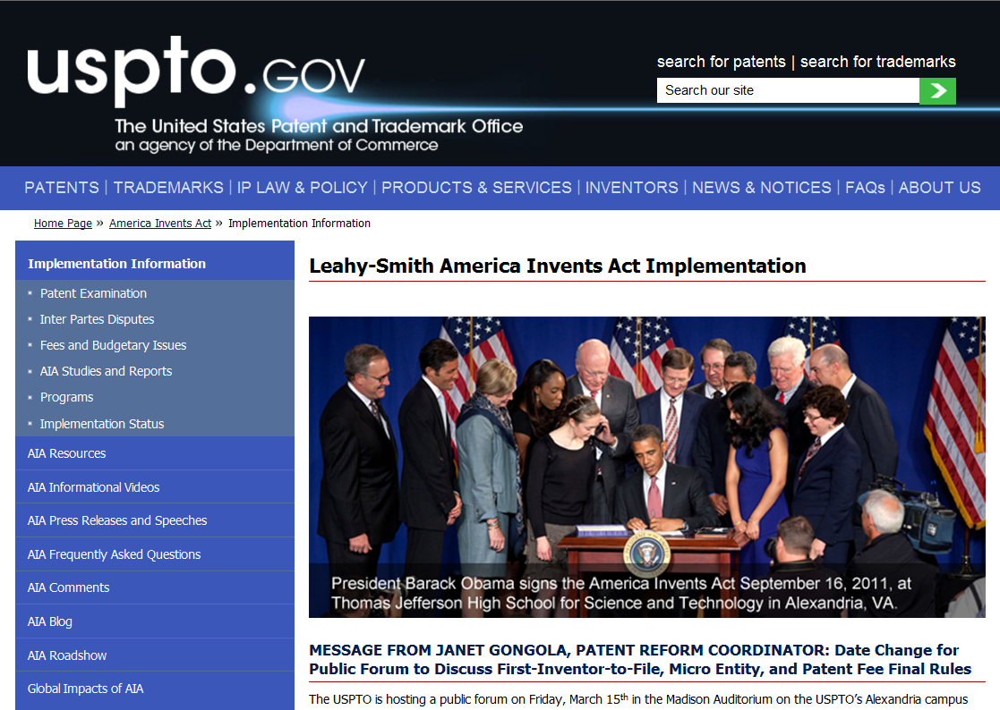 uspto.GOV
The United States Patent and Trademark Office
an agency of the Department of Commerce
search for patents | search for trademarks
Search our site
PATENTS | TRADEMARKS | IP LAW & POLICY | PRODUCTS & SERVICES | INVENTORS | NEWS & NOTICES | FAQs | ABOUT US
Home Page » America Invents Act » Implementation Information
Implementation Information
Patent Examination
Inter Partes Disputes
Fees and Budgetary Issues
AIA Studies and Reports
Programs
Implementation Status
AIA Resources
AIA Informational Videos
AIA Press Releases and Speeches
AIA Frequently Asked Questions
AIA Comments
AIA Blog
AIA Roadshow
Global Impacts of AIA
Leahy-Smith America Invents Act Implementation
President Barack Obama signs the America Invents Act September 16, 2011, at
Thomas Jefferson High School for Science and Technology in Alexandria, VA.
MESSAGE FROM JANET GONGOLA, PATENT REFORM COORDINATOR: Date Change for
Public Forum to Discuss First-Inventor-to-File, Micro Entity, and Patent Fee Final Rules
The USPTO is hosting a public forum on Friday, March 15th in the Madison Auditorium on the USPTO's Alexandria campus